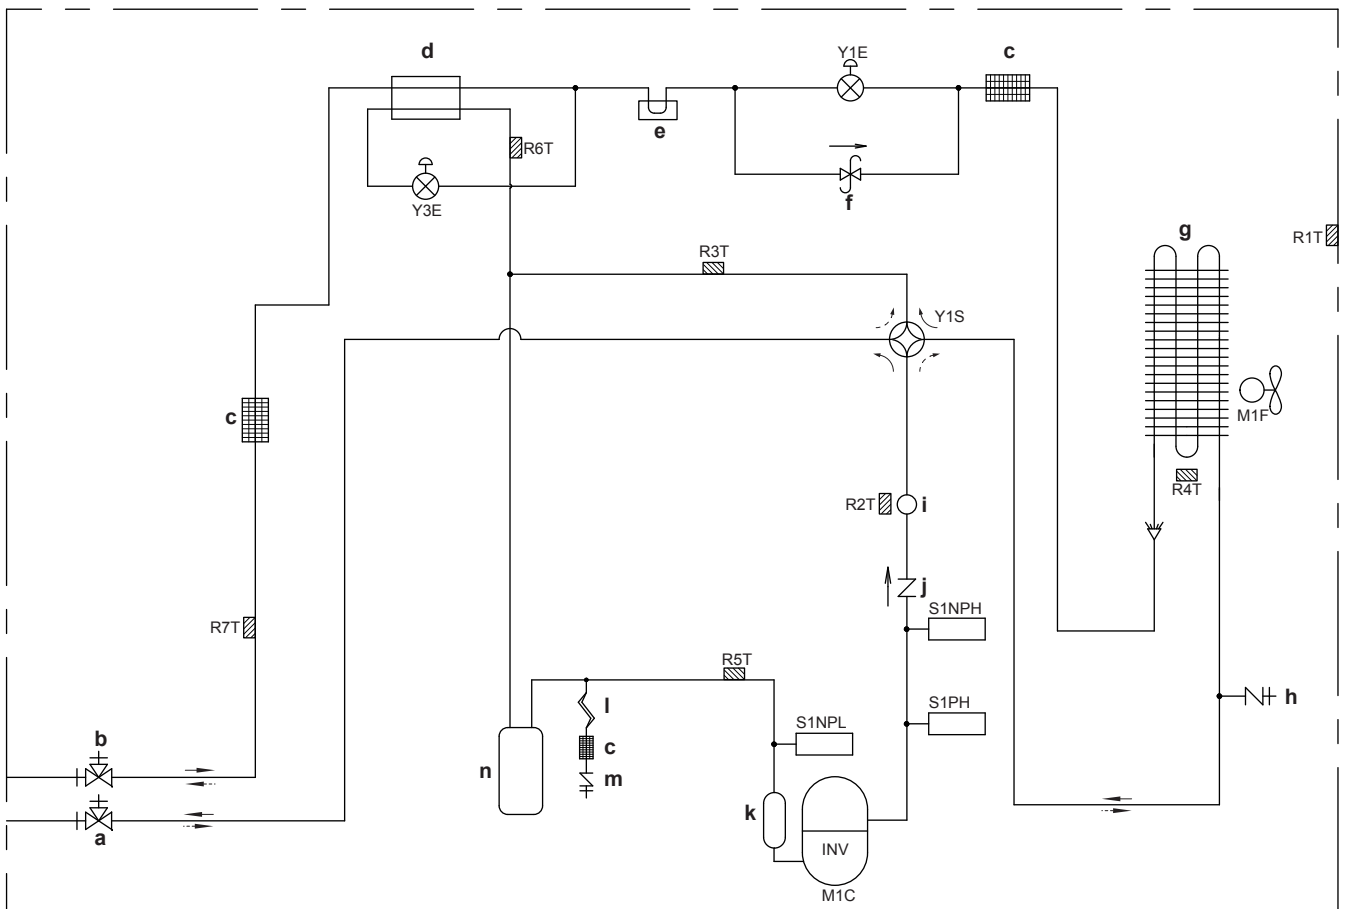 d
Y1E
c
e
R6T
Y3E
f
g
R1T
R3T
Y1S
c
M1F
R4T
R2T
i
j
S1NPH
R7T
R5T
l
S1PH
h
S1NPL
b
n
c
m
k
a
INV
M1C